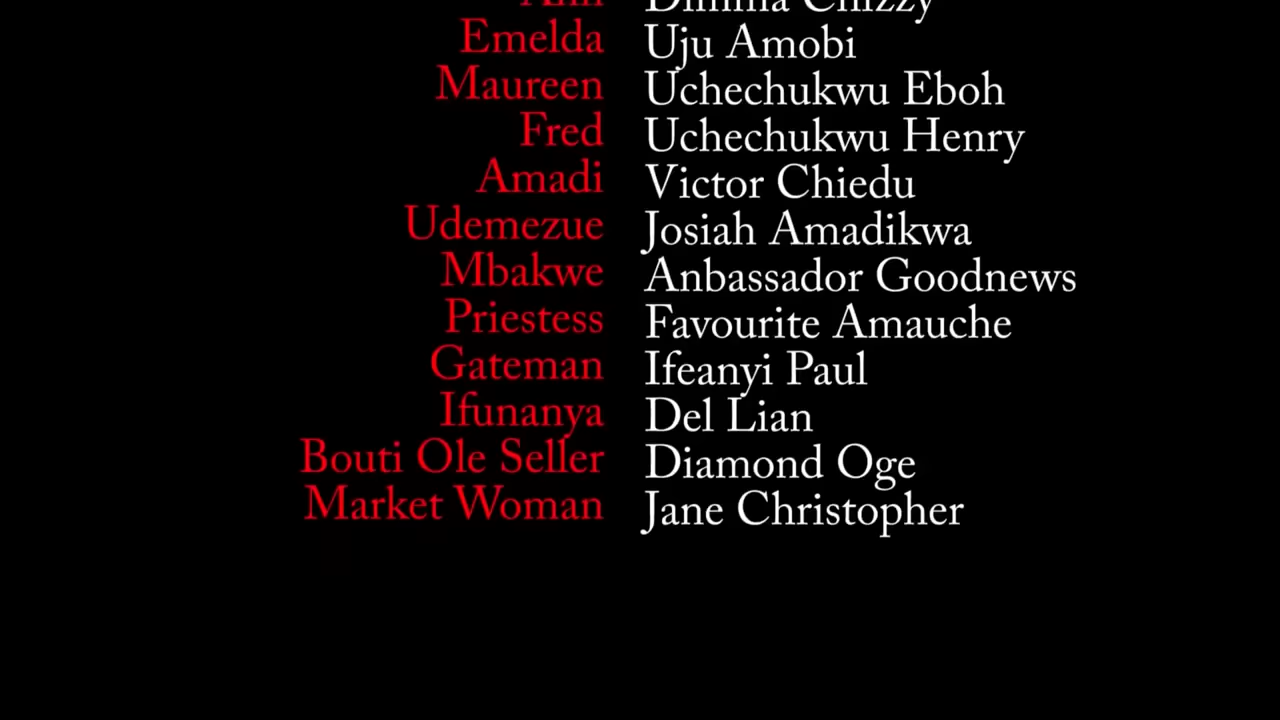 Emelda Uju Amobi
Maureen Uchechukwu Eboh
Fred Uchechukwu Henry
Amadi Victor Chiedu
Udemezue Josiah Amadikwa
Mbakwe Anbassador Goodnews
Priestess Favourite Amauche
Gateman Ifeanyi Paul
Ifunanya Del Lian
Bouti Ole Seller Diamond Oge
Market Woman Jane Christopher